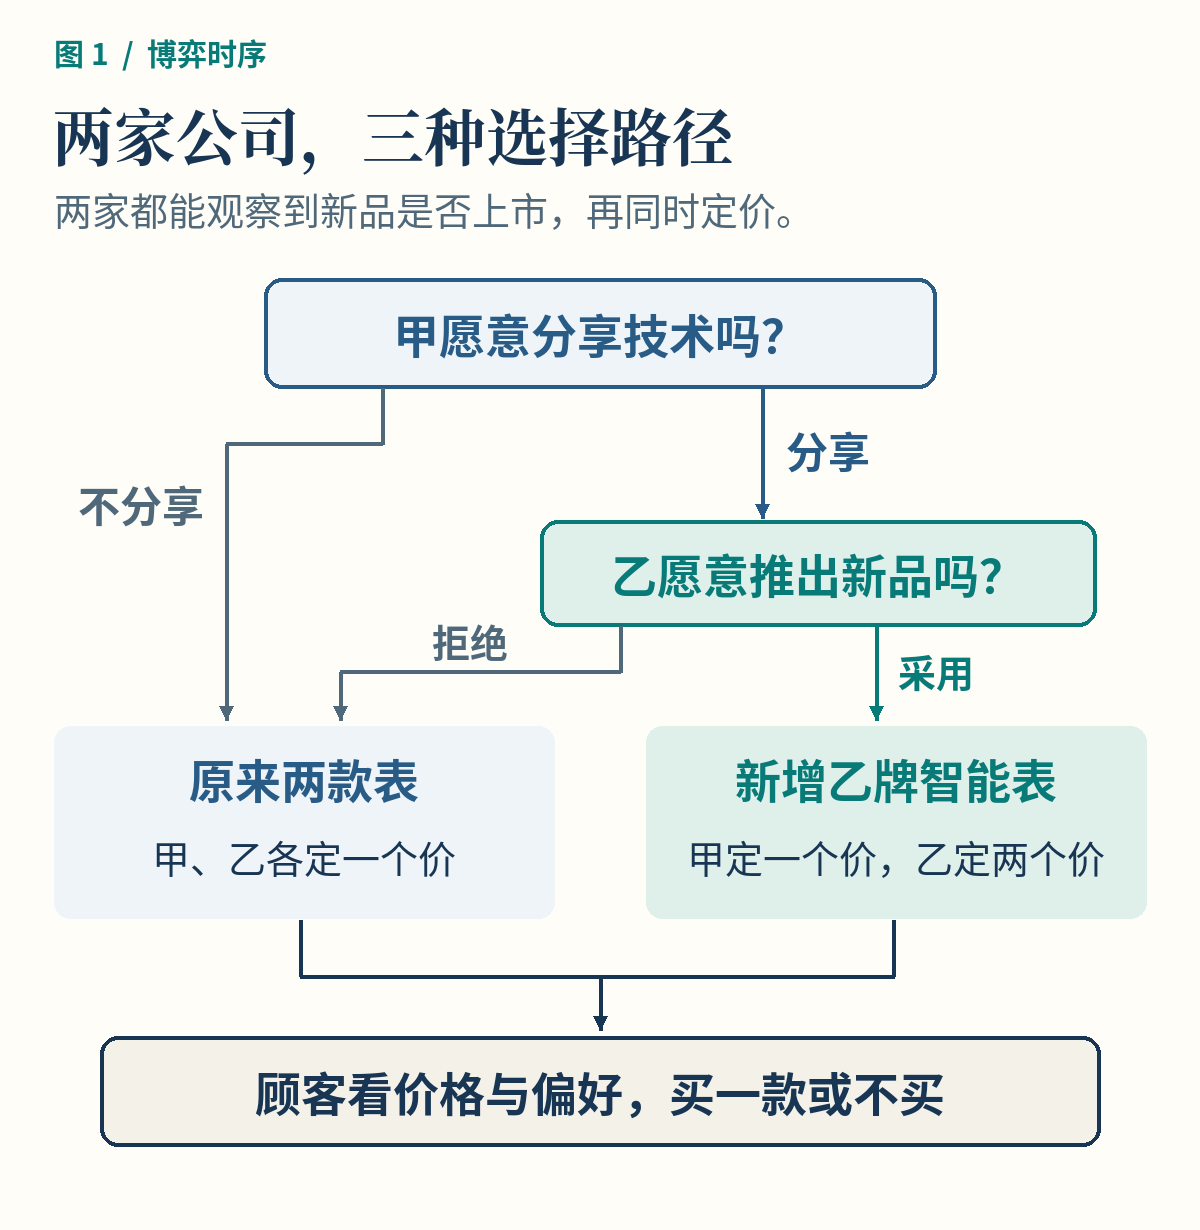 图 1 / 博弈时序
两家公司，三种选择路径
两家都能观察到新品是否上市，再同时定价。
甲愿意分享技术吗？
分享
不分享
乙愿意推出新品吗？
拒绝
采用
原来两款表
甲、乙各定一个价
新增乙牌智能表
甲定一个价，乙定两个价
顾客看价格与偏好，买一款或不买